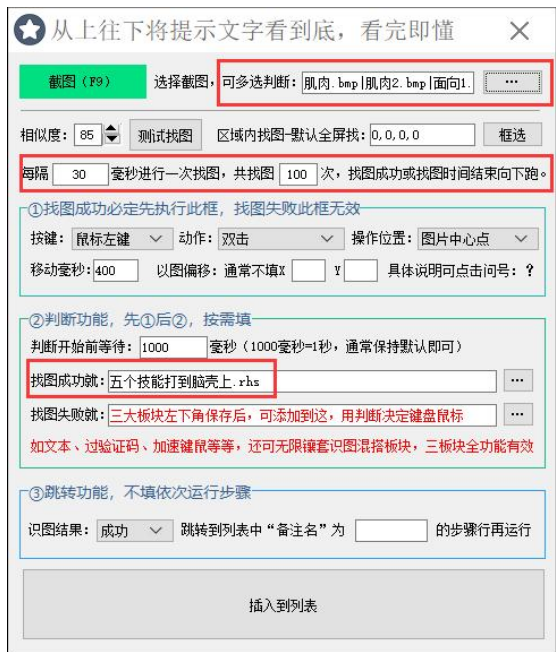 从上往下将提示文字看到底，看完即懂
截图（F9） 选择截图，可多选判断：肌肉.bmp|肌肉2.bmp|面向1. ...
相似度：85 测试找图 区域内找图-默认全屏找：0,0,0,0 框选
每隔 30 毫秒进行一次找图，共找图 100 次，找图成功或找图时间结束向下跑。
①找图成功必定先执行此框，找图失败此框无效
按键：鼠标左键 动作：双击 操作位置：图片中心点
移动毫秒：400 以图偏移：通常不填X Y 具体说明可点击问号：？
②判断功能，先①后②，按需填
判断开始前等待：1000 毫秒（1000毫秒=1秒，通常保持默认即可）
找图成功就：五个技能打到脑壳上.rhs ...
找图失败就：三大板块左下角保存后，可添加到这，用判断决定键盘鼠标 ...
如文本、过验证码、加速键鼠等等，还可无限镶套识图混搭板块，三板块全功能有效
③跳转功能，不填依次运行步骤
识图结果：成功 跳转到列表中“备注名”为 的步骤行再运行
插入到列表